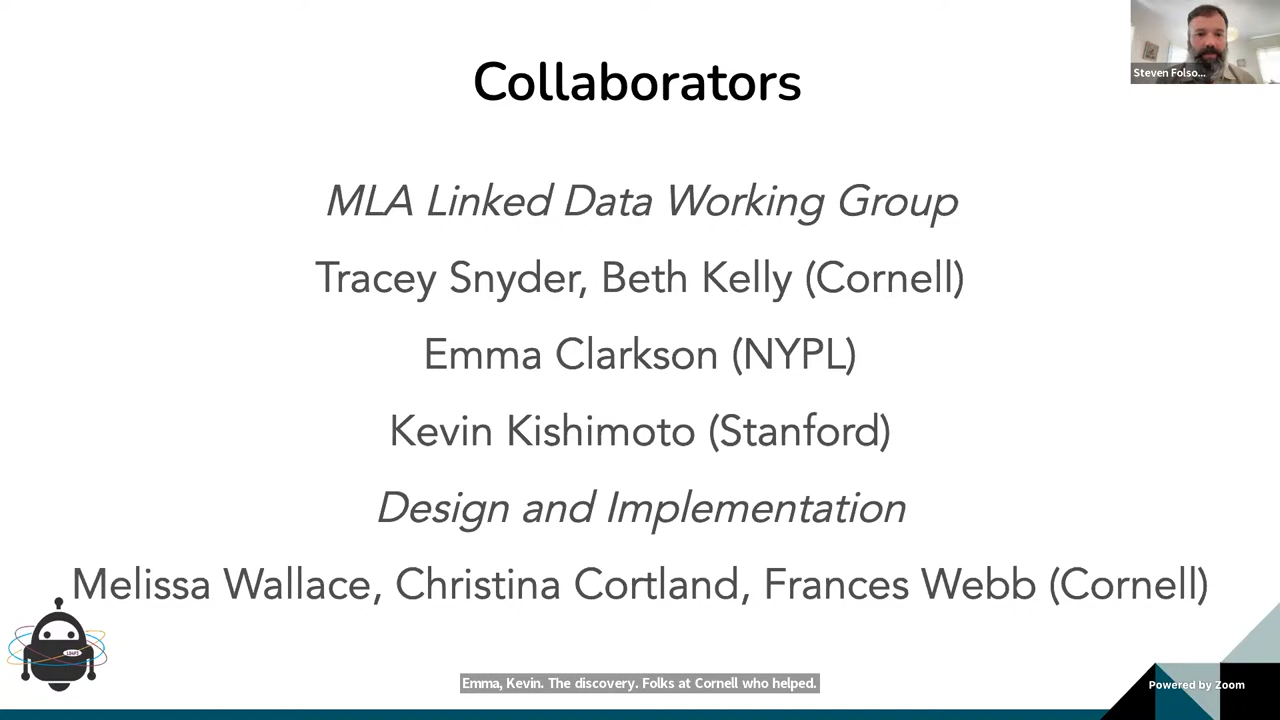 Collaborators
Steven Folso...
MLA Linked Data Working Group
Tracey Snyder, Beth Kelly (Cornell)
Emma Clarkson (NYPL)
Kevin Kishimoto (Stanford)
Design and Implementation
Melissa Wallace, Christina Cortland, Frances Webb (Cornell)
Emma, Kevin. The discovery. Folks at Cornell who helped.
Powered by Zoom